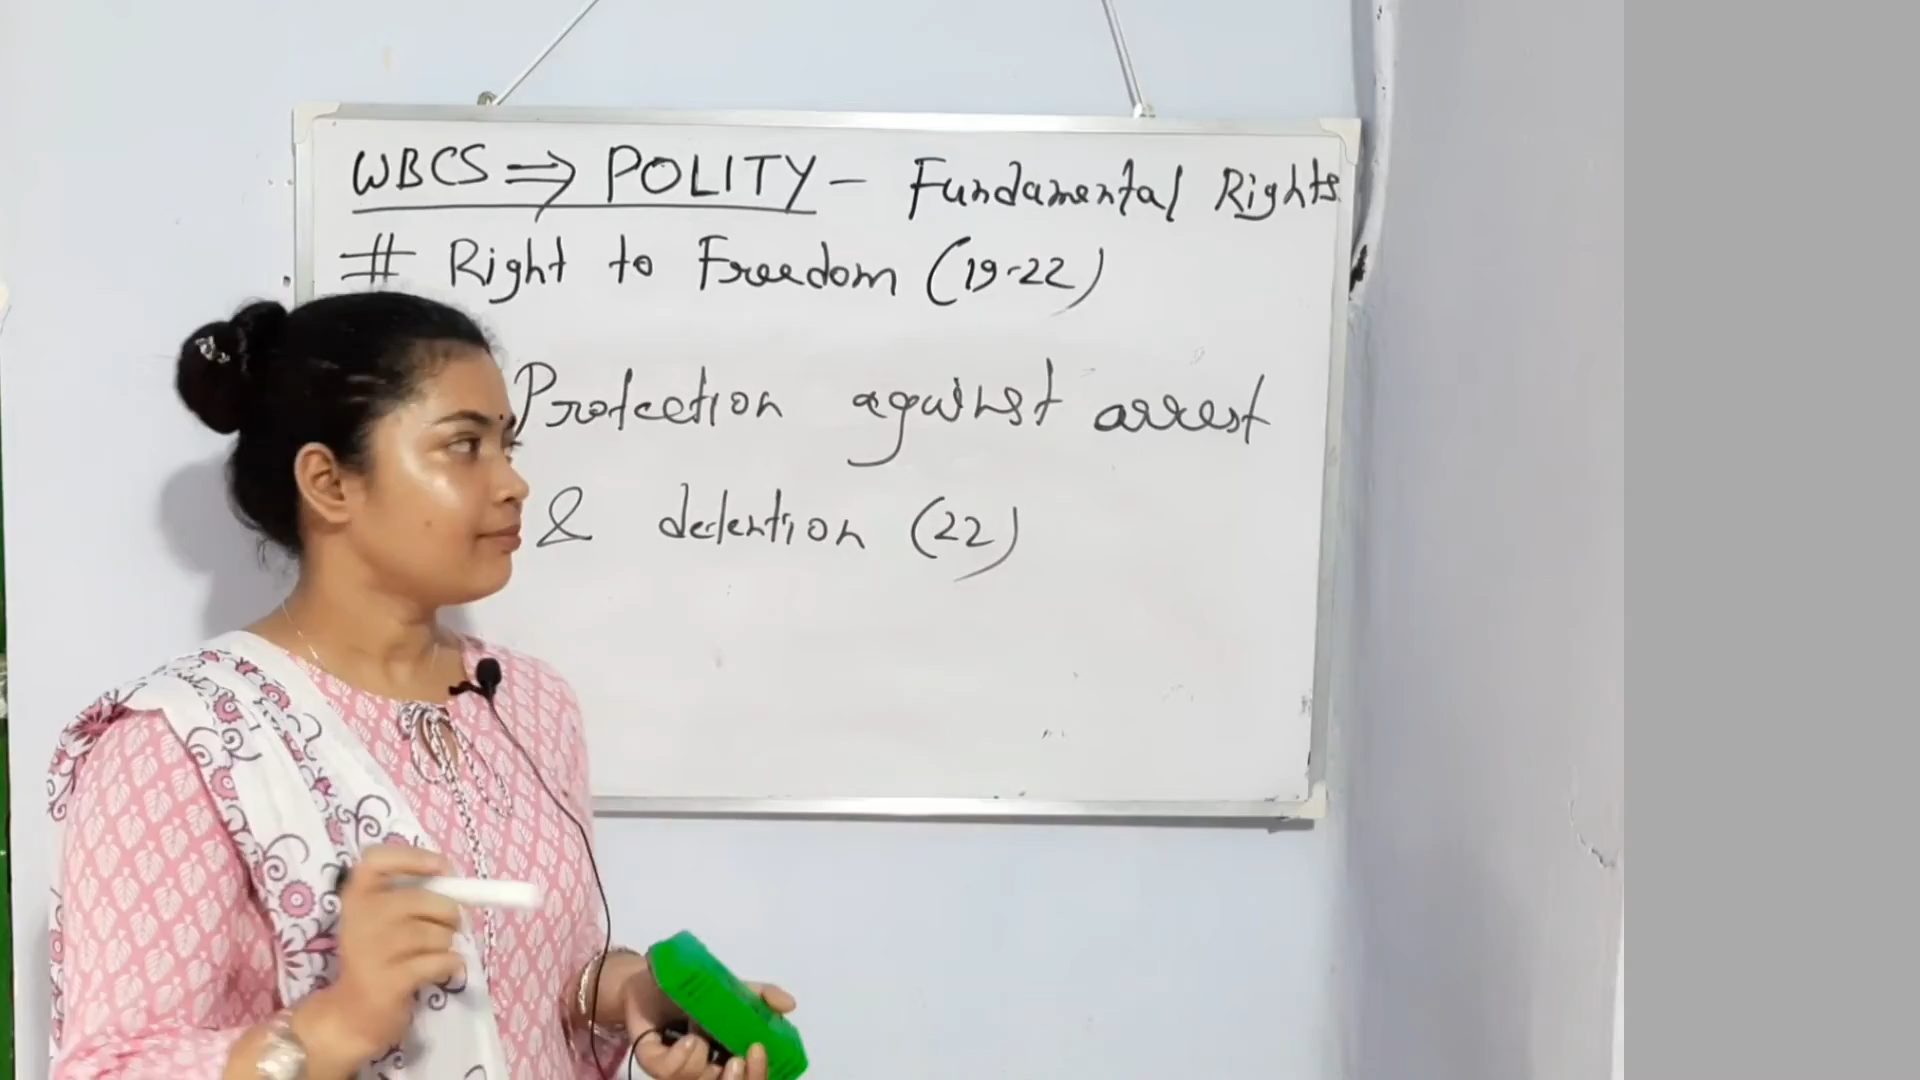 WBCS ⇒ POLITY - Fundamental Rights
# Right to Freedom (19-22)
Protection against arrest
& detention (22)